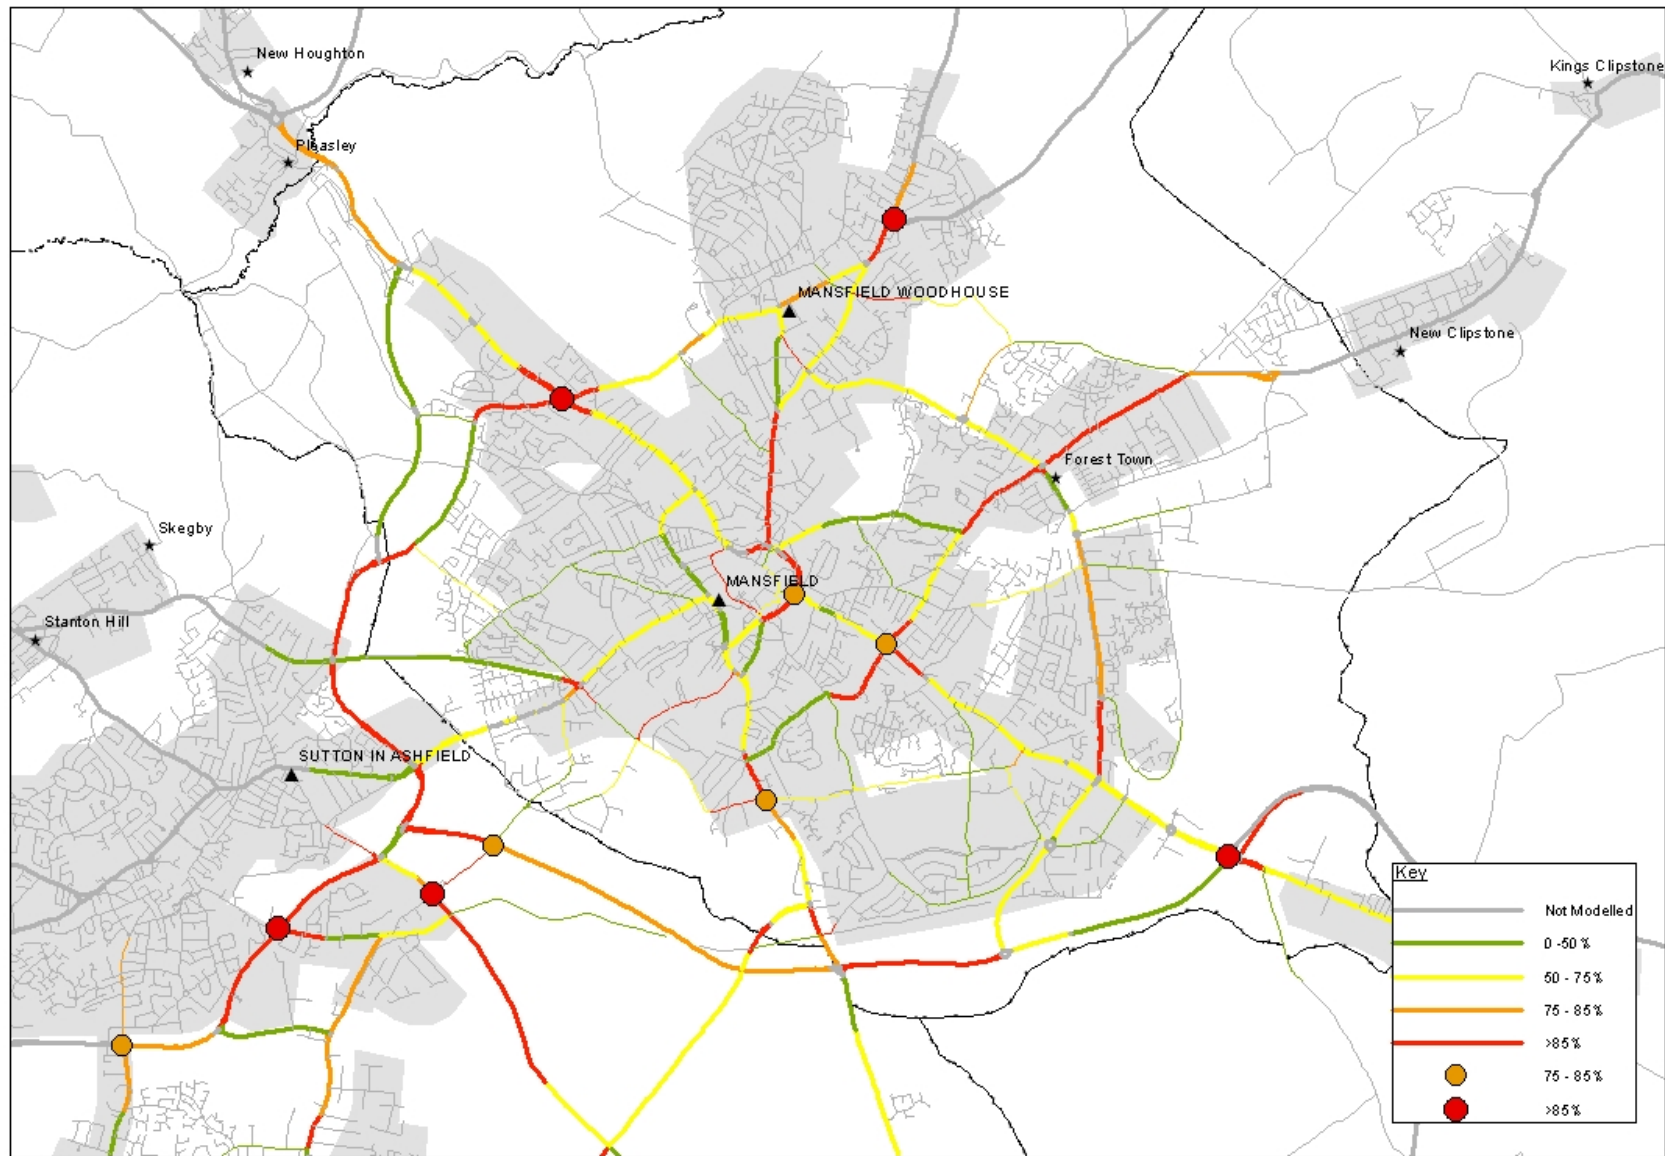 New Houghton
Kings Clipstone
Pleasley
MANSFIELD WOODHOUSE
New Clipstone
Forest Town
Skegby
MANSFIELD
Stanton Hill
SUTTON IN ASHFIELD
Key
Not Modelled
0 -50%
50 - 75%
75 - 85%
>85%
75 - 85%
>85%